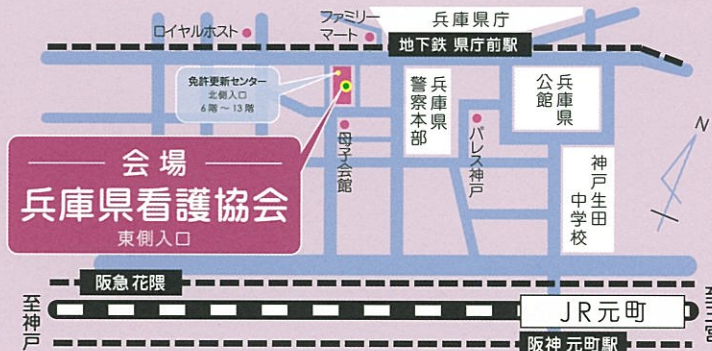 兵庫県庁
ファミリー
マート
ロイヤルホスト
地下鉄 県庁前駅
免許更新センター
北側入口
6階〜13階
兵庫県
警察本部
兵庫県
公館
パレス神戸
母子会館
神戸生田
中学校
N
会場
兵庫県看護協会
東側入口
阪急 花隈
至神戸
JR元町
至三宮
阪神 元町駅